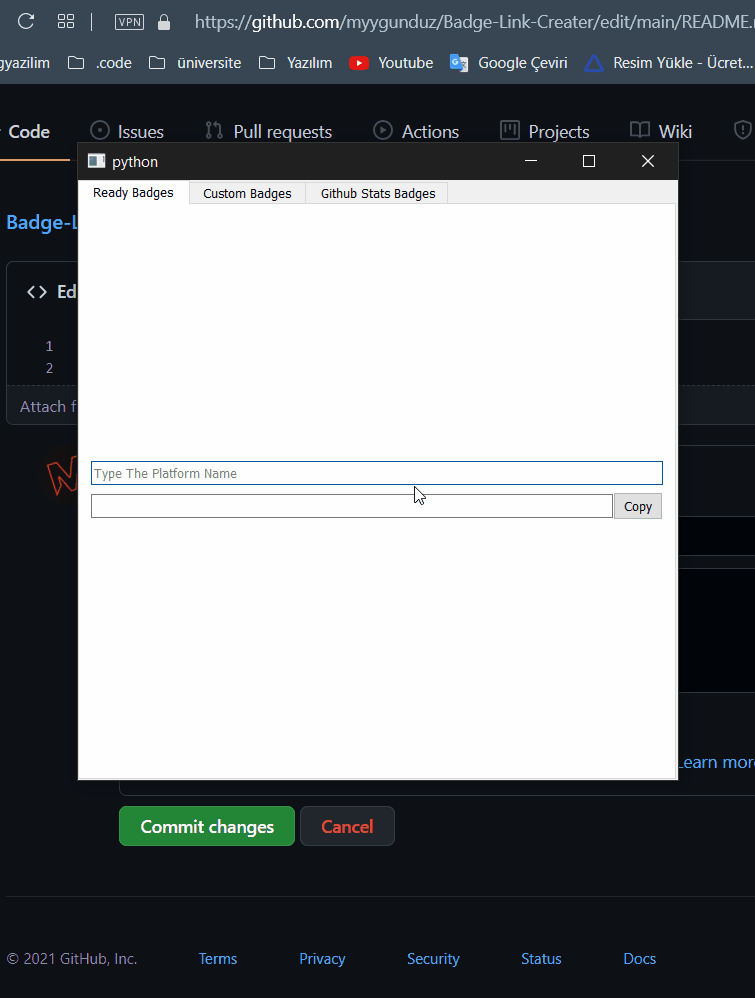 VPN https://github.com/myygunduz/Badge-Link-Creater/edit/main/README.
gyazilim .code üniversite Yazılım Youtube Google Çeviri Resim Yükle - Ücret...
Code Issues Pull requests Actions Projects Wiki
python
Ready Badges Custom Badges Github Stats Badges
Badge-L
<> Ed
1
2
Attach f
Type The Platform Name
Copy
Learn more
Commit changes Cancel
© 2021 GitHub, Inc. Terms Privacy Security Status Docs